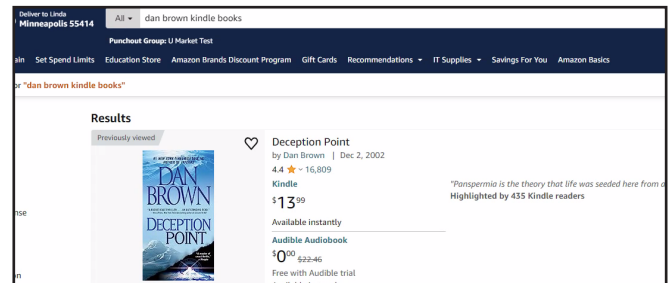 Deliver to Linda
Minneapolis 55414
All
dan brown kindle books
Punchout Group: U Market Test
ain Set Spend Limits Education Store Amazon Brands Discount Program Gift Cards Recommendations IT Supplies Savings For You Amazon Basics
or "dan brown kindle books"
Results
Previously viewed
DAN
BROWN
DECEPTION
POINT
Deception Point
by Dan Brown | Dec 2, 2002
4.4 16,809
Kindle
$13 99
Available instantly
Audible Audiobook
$0 00 $22.46
Free with Audible trial
"Panspermia is the theory that life was seeded here from a
Highlighted by 435 Kindle readers
nse
on